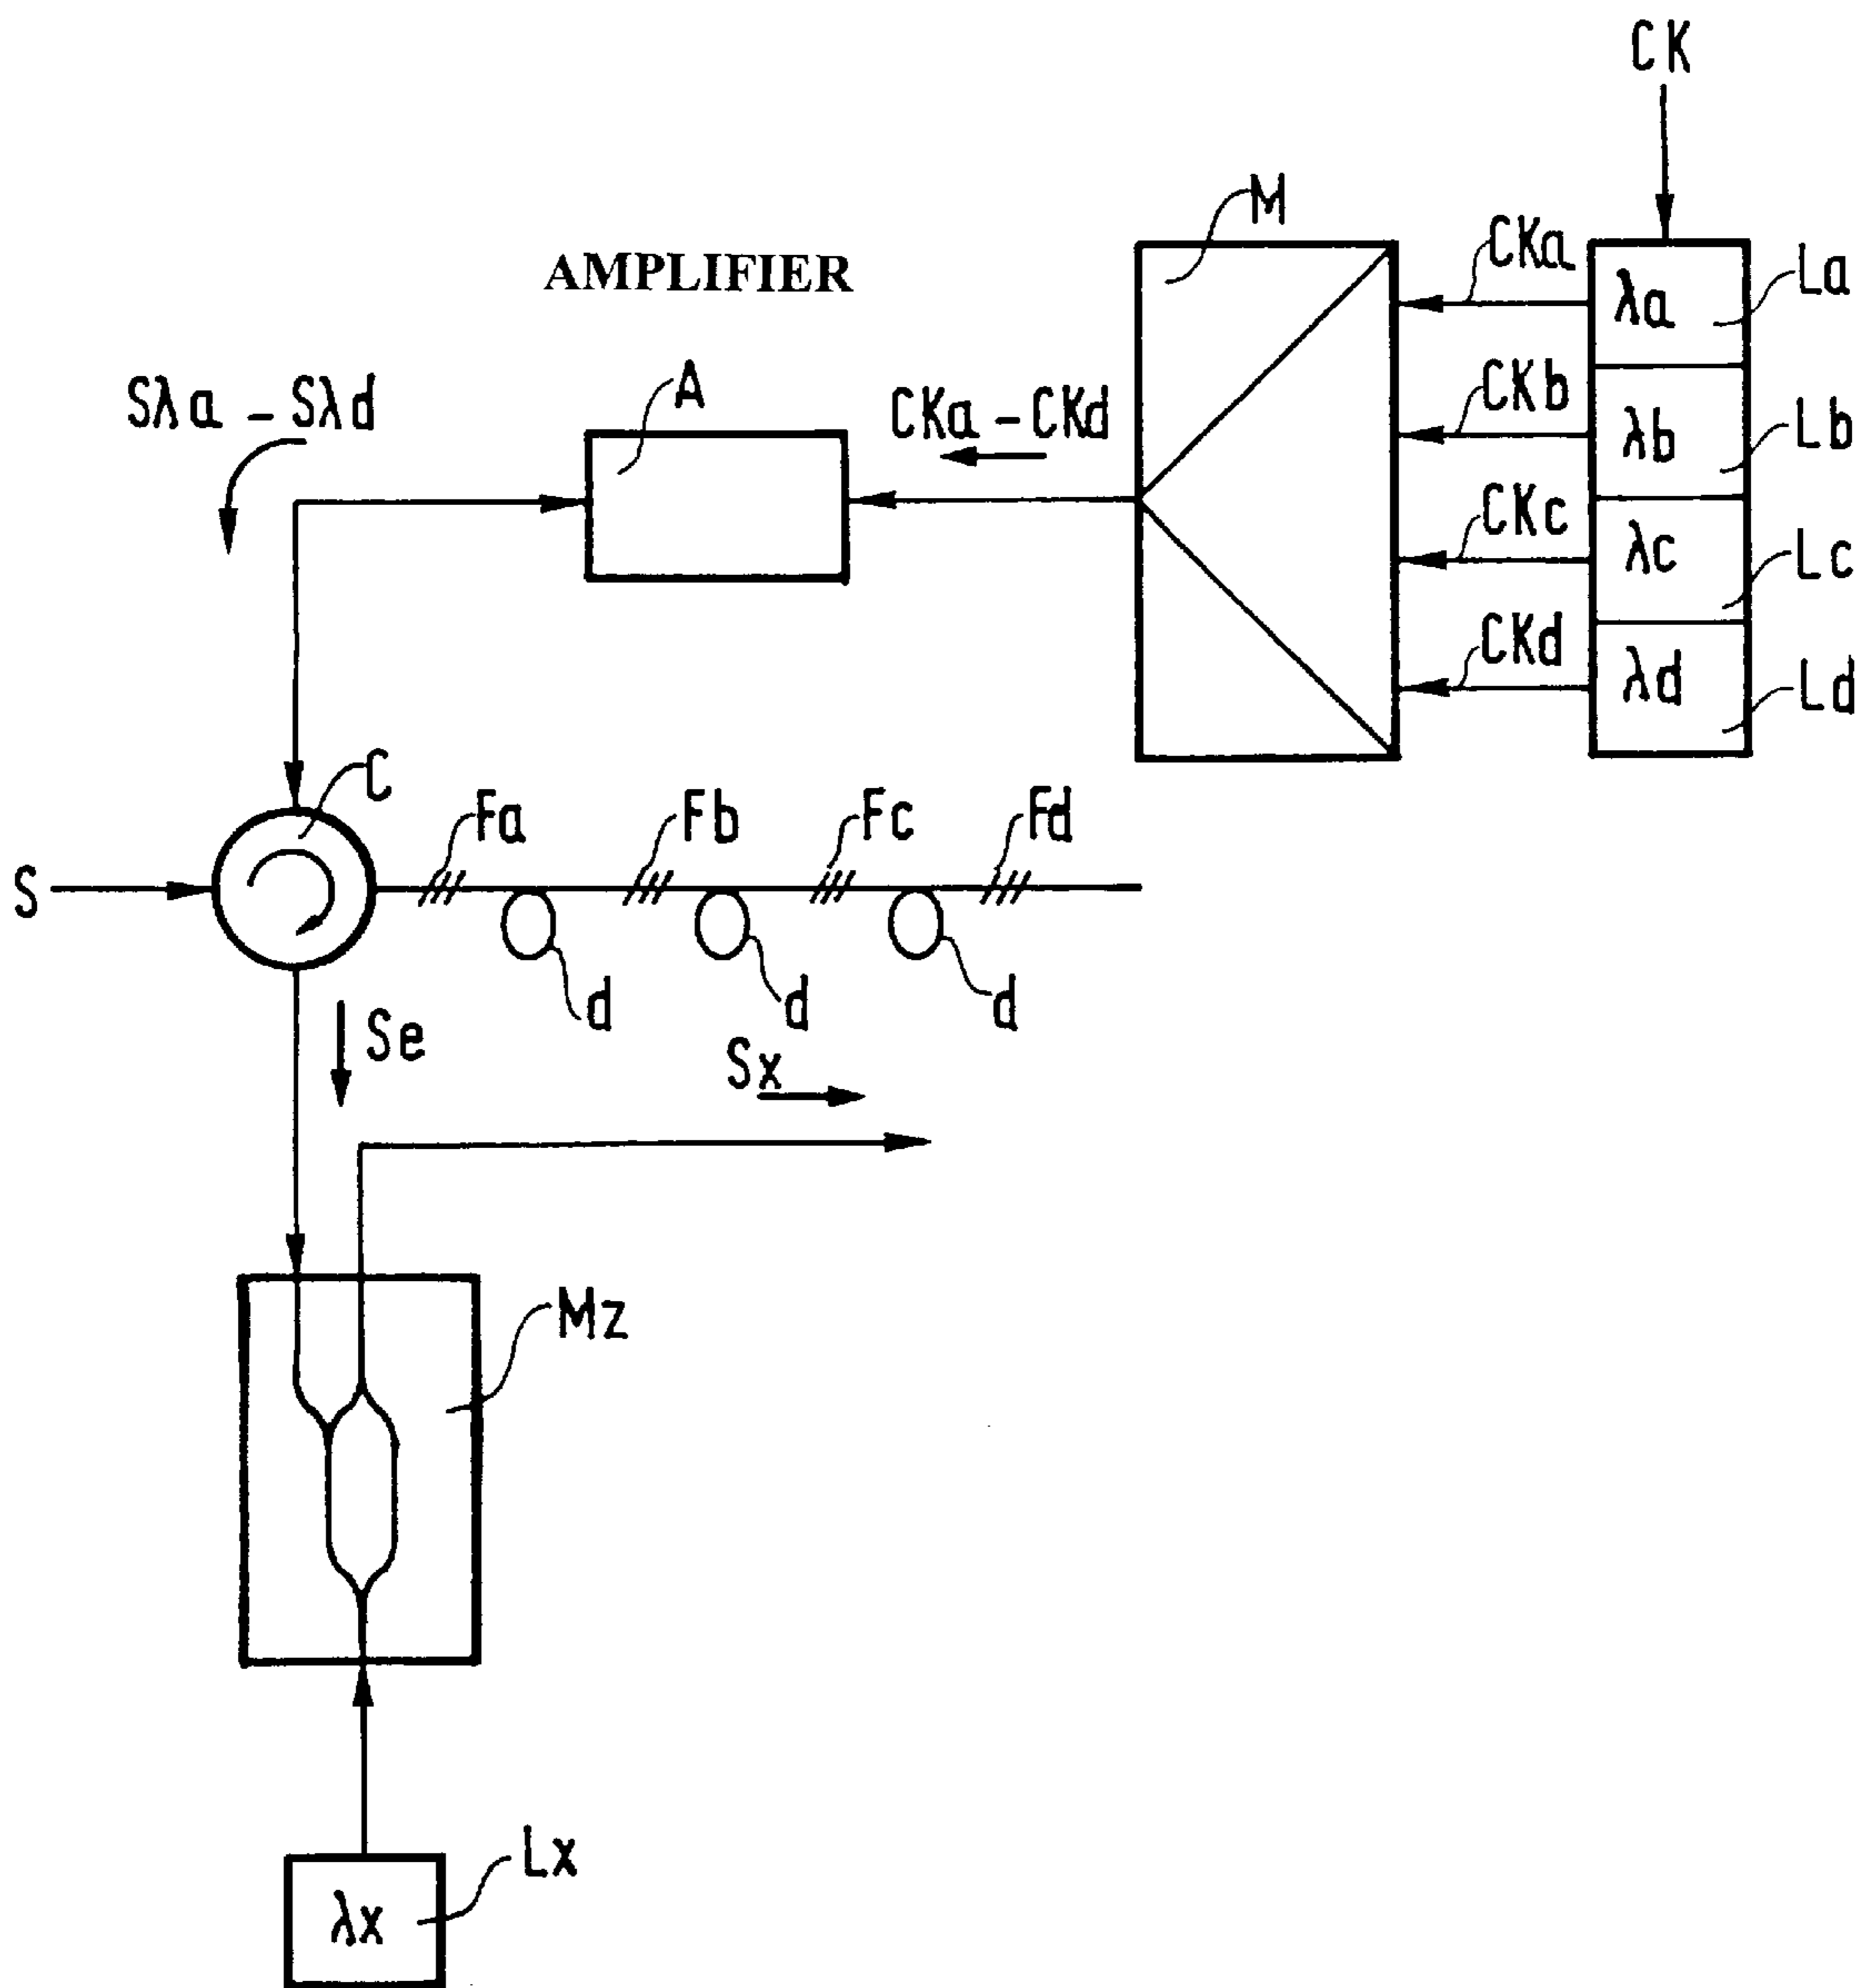 CK
M
CKa
λa
La
AMPLIFIER
Sλa - Sλd
A
CKa - CKd
CKb
λb
Lb
CKc
λc
Lc
CKd
λd
Ld
C
Fa
Fb
Fc
Fd
S
d
d
d
Se
Sx
Mz
Lx
λx